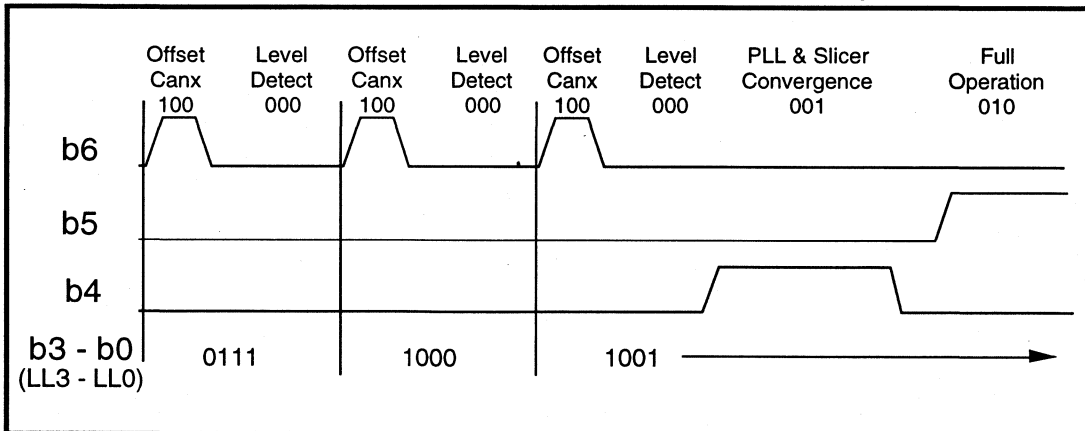 Offset Level Offset Level Offset Level PLL & Slicer Full
Canx Detect Canx Detect Canx Detect Convergence Operation
100 000 100 000 100 000 001 010
b6
b5
b4
b3 - b0 0111 1000 1001
(LL3 - LL0)